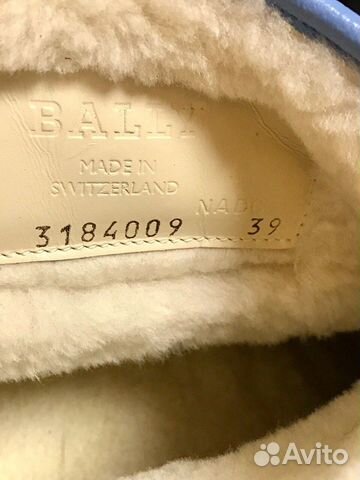 BALLY
MADE IN
SWITZERLAND
3184009 39
Avito